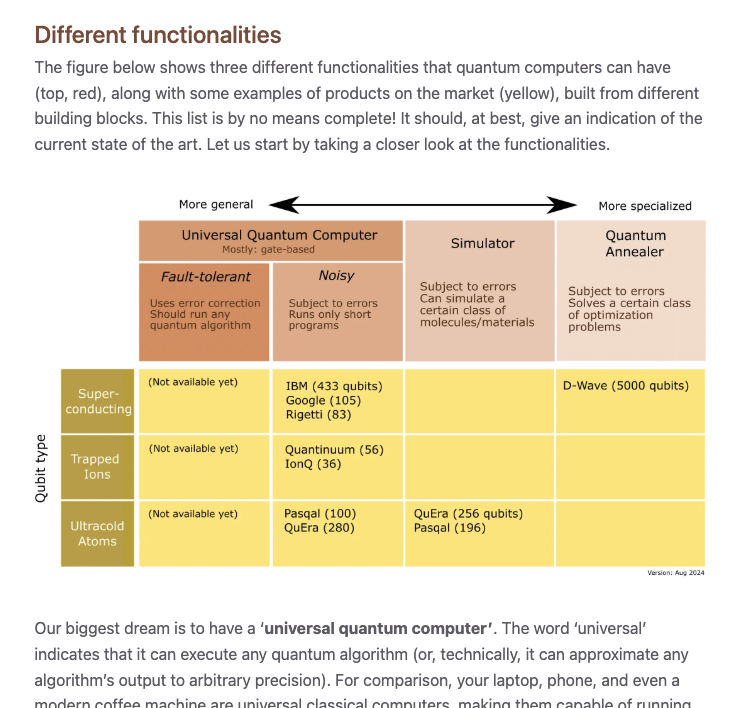 Different functionalities
The figure below shows three different functionalities that quantum computers can have
(top, red), along with some examples of products on the market (yellow), built from different
building blocks. This list is by no means complete! It should, at best, give an indication of the
current state of the art. Let us start by taking a closer look at the functionalities.
More general
More specialized
Universal Quantum Computer
Mostly: gate-based
Fault-tolerant
Uses error correction
Should run any
quantum algorithm
Noisy
Subject to errors
Runs only short
programs
Simulator
Subject to errors
Can simulate a
certain class of
molecules/materials
Quantum
Annealer
Subject to errors
Solves a certain class
of optimization
problems
Qubit type
Super-
conducting
(Not available yet)
IBM (433 qubits)
Google (105)
Rigetti (83)
D-Wave (5000 qubits)
Trapped
Ions
(Not available yet)
Quantinuum (56)
IonQ (36)
Ultracold
Atoms
(Not available yet)
Pasqal (100)
QuEra (280)
QuEra (256 qubits)
Pasqal (196)
Version: Aug 2024
Our biggest dream is to have a ‘universal quantum computer’. The word ‘universal’
indicates that it can execute any quantum algorithm (or, technically, it can approximate any
algorithm’s output to arbitrary precision). For comparison, your laptop, phone, and even a
modern coffee machine are universal classical computers, making them capable of running